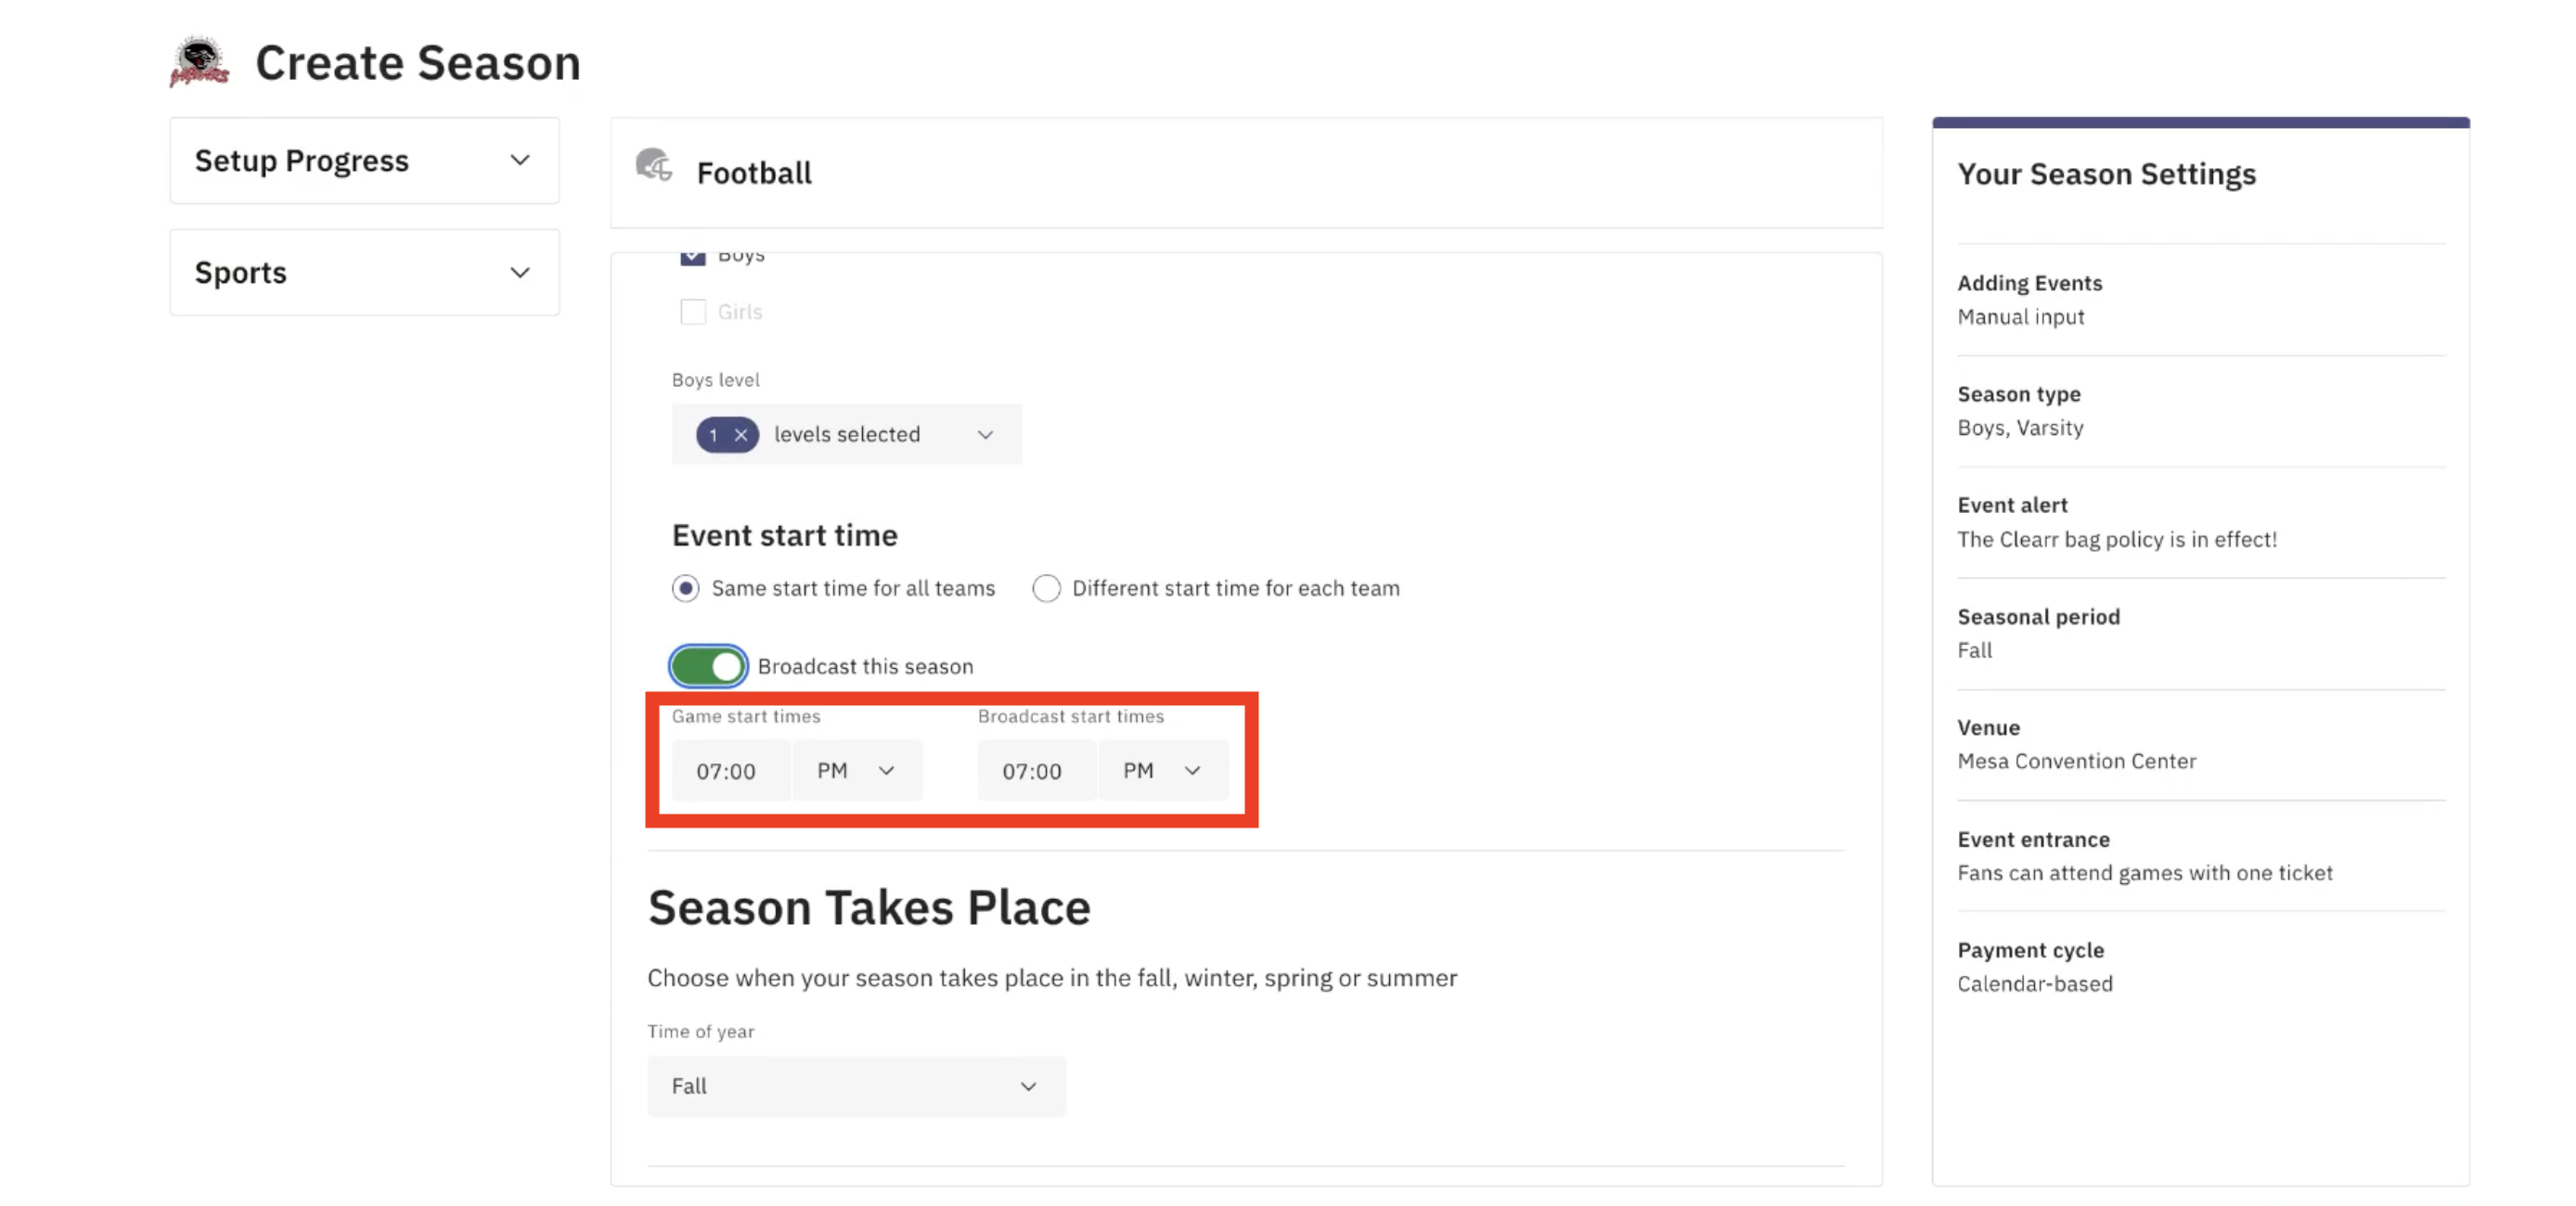 Create Season
Setup Progress
Sports
Football
Boys
Girls
Boys level
1 levels selected
Event start time
Same start time for all teams Different start time for each team
Broadcast this season
Game start times Broadcast start times
07:00 PM 07:00 PM
Season Takes Place
Choose when your season takes place in the fall, winter, spring or summer
Time of year
Fall
Your Season Settings
Adding Events
Manual input
Season type
Boys, Varsity
Event alert
The Clearr bag policy is in effect!
Seasonal period
Fall
Venue
Mesa Convention Center
Event entrance
Fans can attend games with one ticket
Payment cycle
Calendar-based